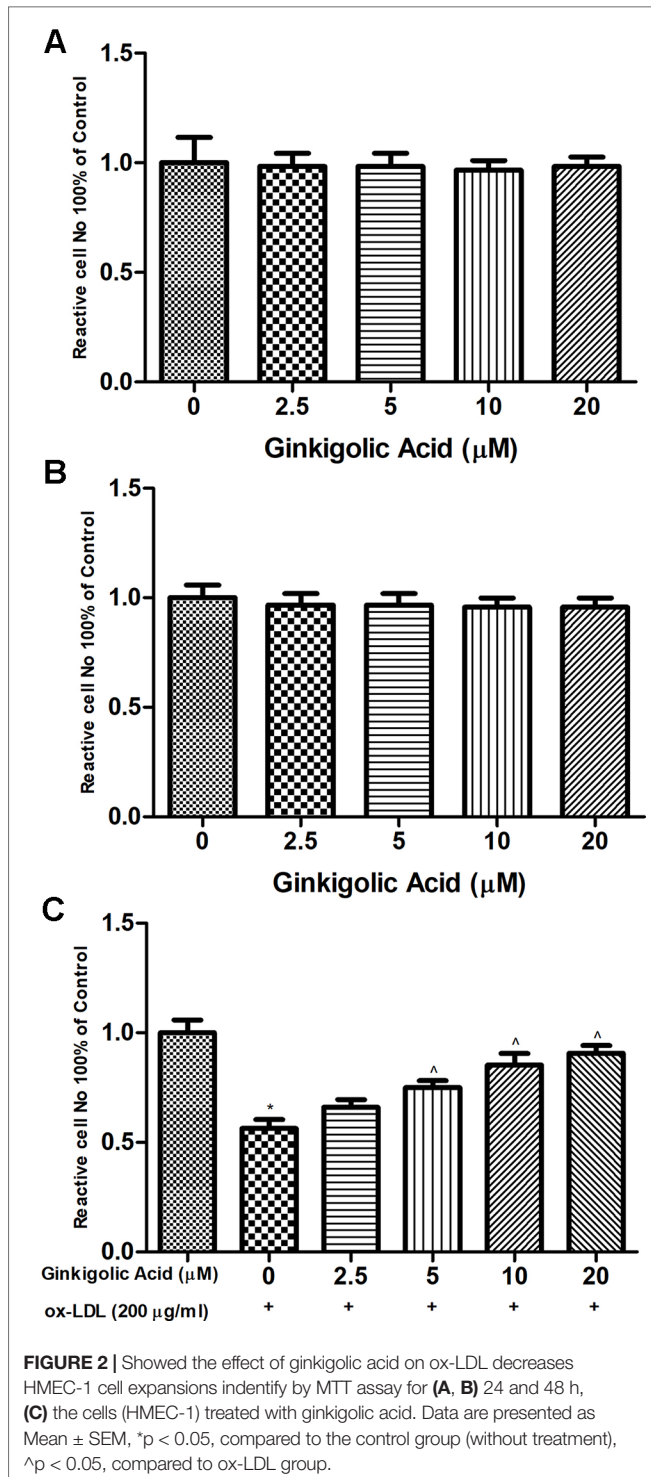 A
Reactive cell No 100% of Control
1.5
1.0
0.5
0.0
0 2.5 5 10 20
Ginkigolic Acid (μM)
B
Reactive cell No 100% of Control
1.5
1.0
0.5
0.0
0 2.5 5 10 20
Ginkigolic Acid (μM)
C
Reactive cell No 100% of Control
1.5
1.0
0.5
0.0
* ^ ^ ^
Ginkigolic Acid (μM) 0 2.5 5 10 20
ox-LDL (200 μg/ml) + + + + +
FIGURE 2 | Showed the effect of ginkigolic acid on ox-LDL decreases
HMEC-1 cell expansions indentify by MTT assay for (A, B) 24 and 48 h,
(C) the cells (HMEC-1) treated with ginkigolic acid. Data are presented as
Mean ± SEM, *p < 0.05, compared to the control group (without treatment),
^p < 0.05, compared to ox-LDL group.